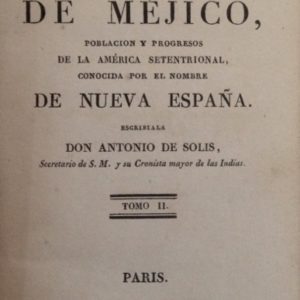 DE MÉJICO,
POBLACION Y PROGRESOS
DE LA AMÉRICA SETENTRIONAL,
CONOCIDA POR EL NOMBRE
DE NUEVA ESPAÑA.
ESCRIBIALA
DON ANTONIO DE SOLIS,
Secretario de S. M. y su Cronista mayor de las Indias.
TOMO II.
PARIS.